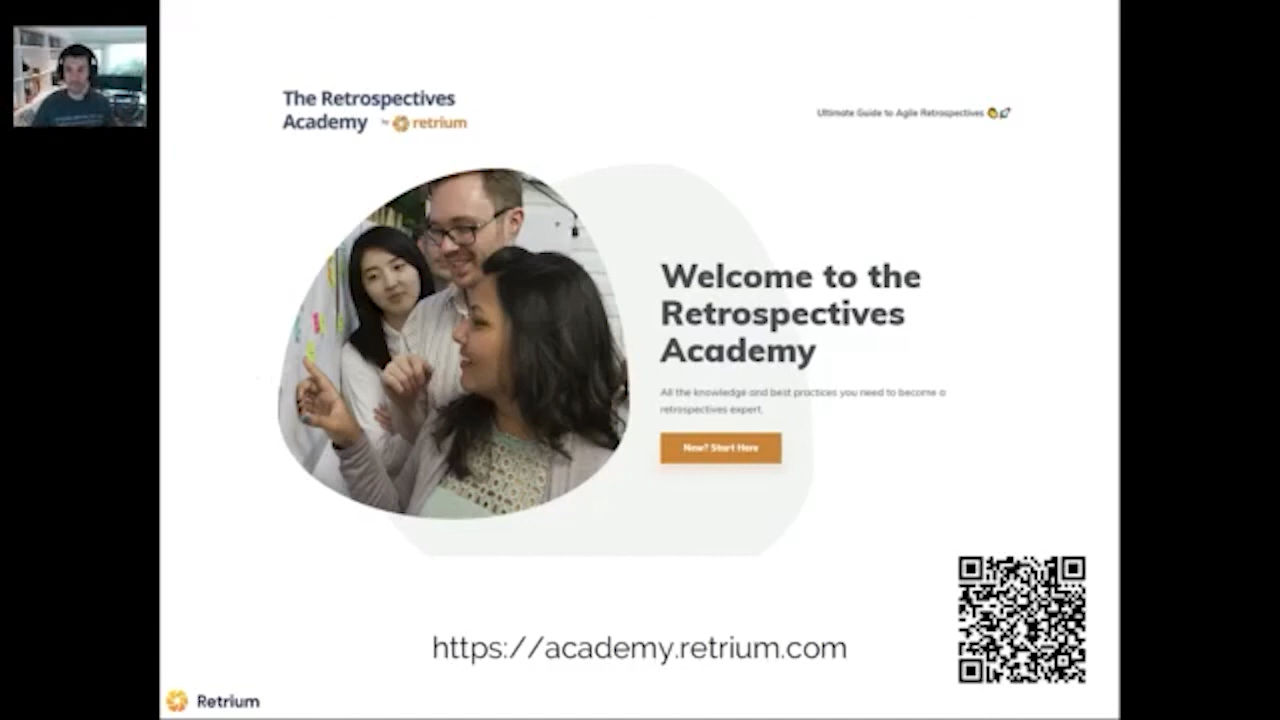 The Retrospectives
Academy by retrium
Ultimate Guide to Agile Retrospectives
Welcome to the
Retrospectives
Academy
All the knowledge and best practices you need to become a
retrospectives expert.
New? Start Here
https://academy.retrium.com
Retrium